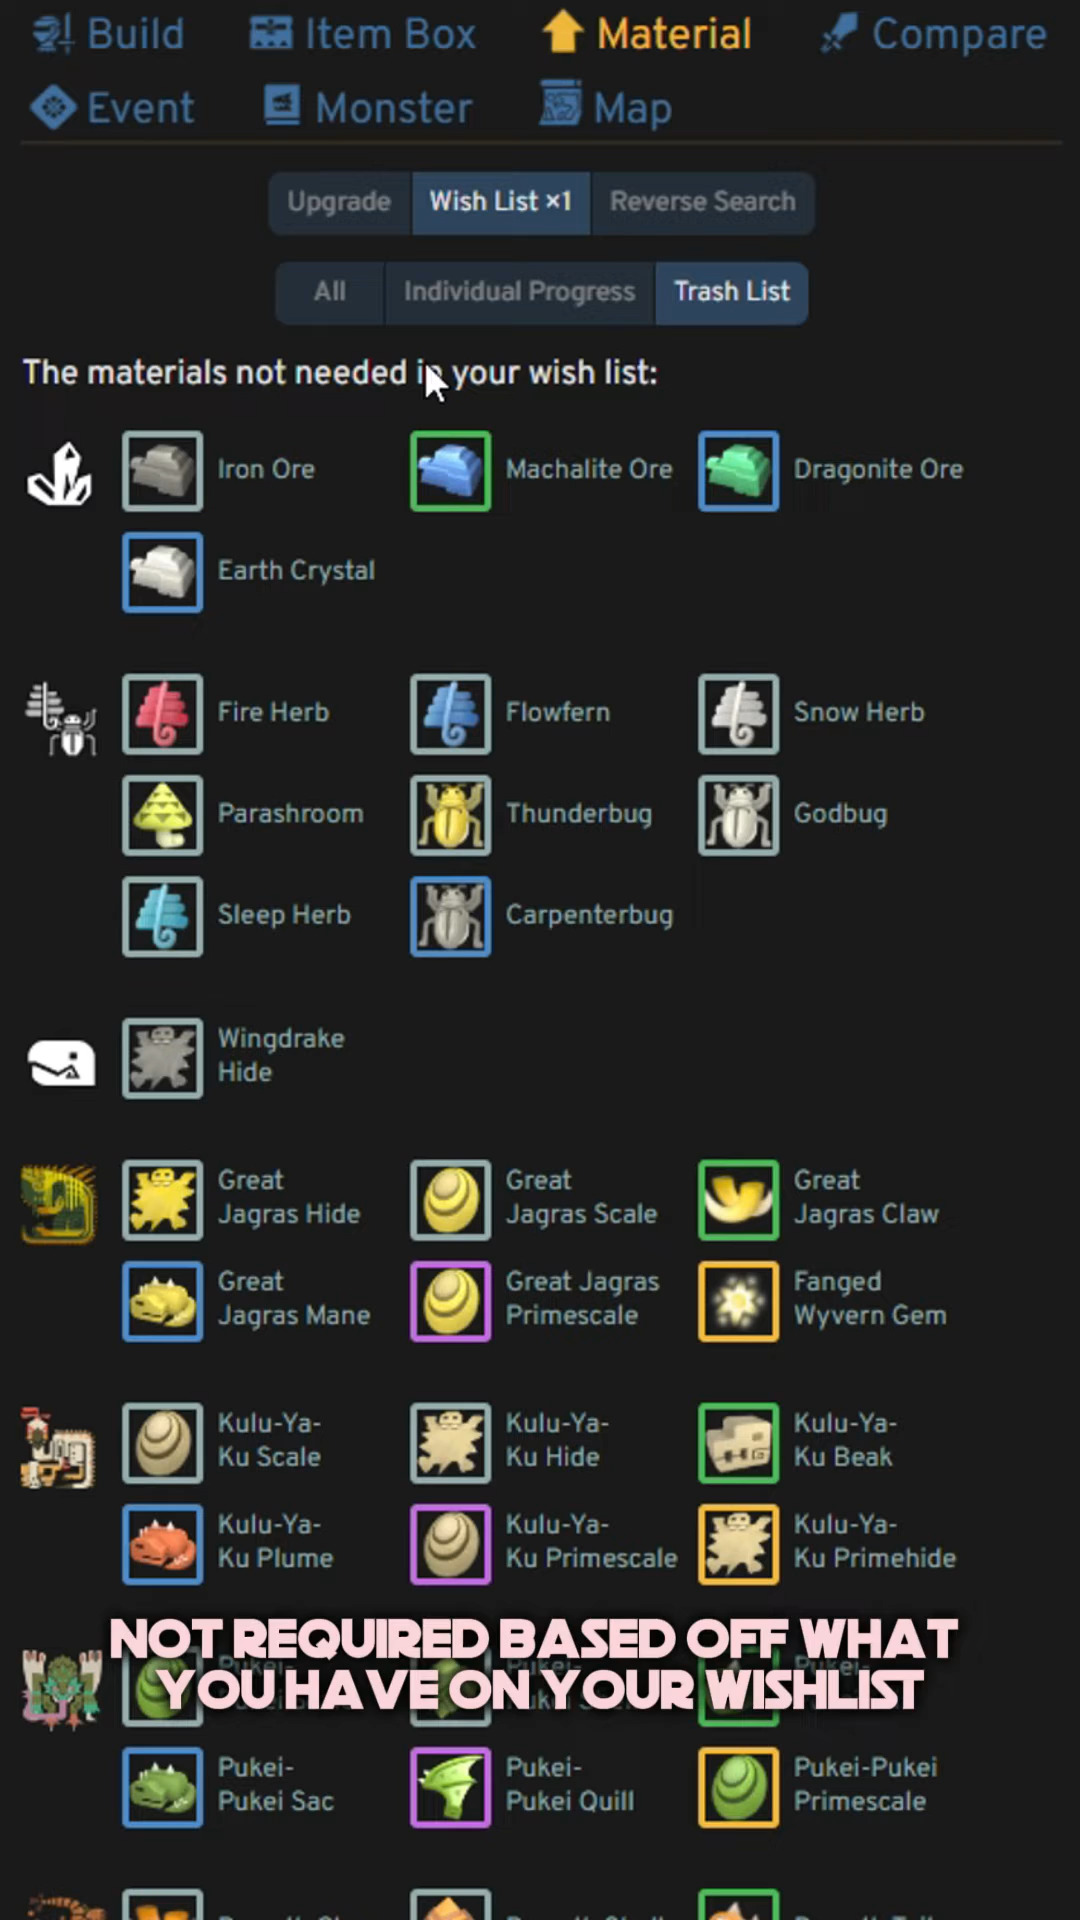 Build Item Box Material Compare
Event Monster Map
Upgrade Wish List ×1 Reverse Search
All Individual Progress Trash List
The materials not needed in your wish list:
Iron Ore Machalite Ore Dragonite Ore
Earth Crystal
Fire Herb Flowfern Snow Herb
Parashroom Thunderbug Godbug
Sleep Herb Carpenterbug
Wingdrake
Hide
Great Great Great
Jagras Hide Jagras Scale Jagras Claw
Great Great Jagras Fanged
Jagras Mane Primescale Wyvern Gem
Kulu-Ya- Kulu-Ya- Kulu-Ya-
Ku Scale Ku Hide Ku Beak
Kulu-Ya- Kulu-Ya- Kulu-Ya-
Ku Plume Ku Primescale Ku Primehide
NOT REQUIRED BASED OFF WHAT
YOU HAVE ON YOUR WISHLIST
Pukei- Pukei- Pukei-Pukei
Pukei Sac Pukei Quill Primescale